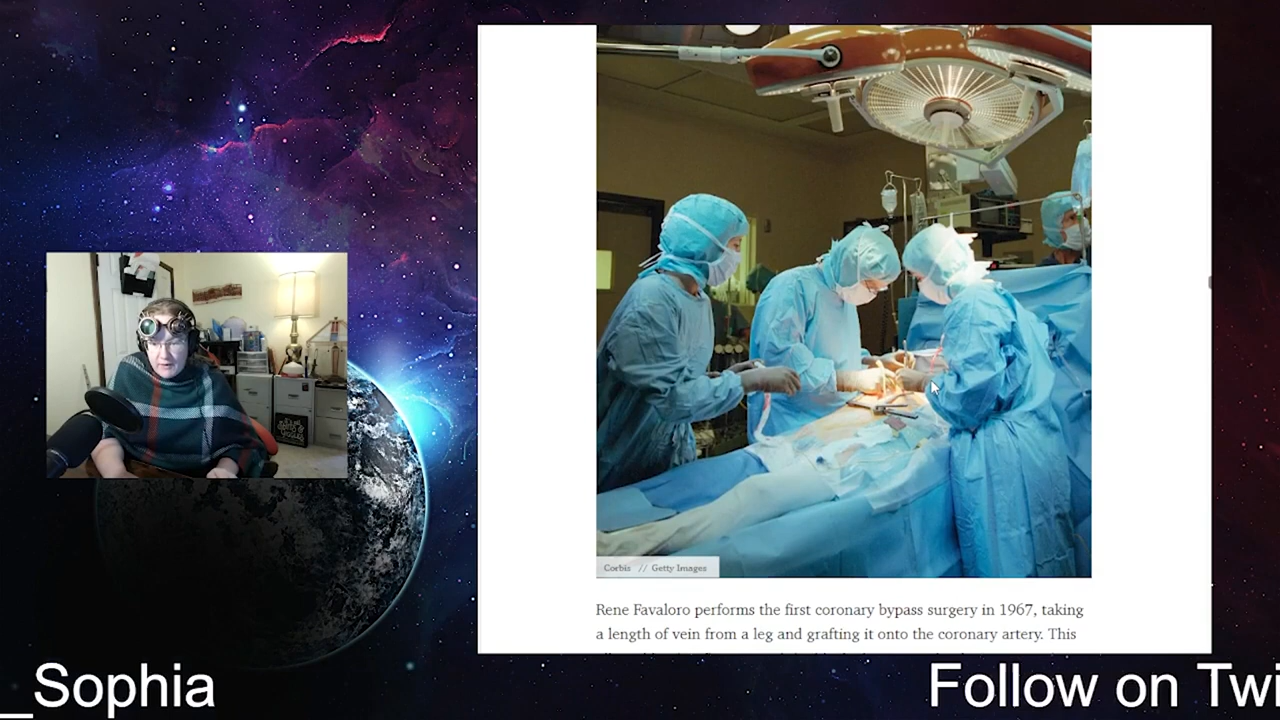 Corbis // Getty Images
Rene Favaloro performs the first coronary bypass surgery in 1967, taking
a length of vein from a leg and grafting it onto the coronary artery. This
_Sophia
Follow on Twi